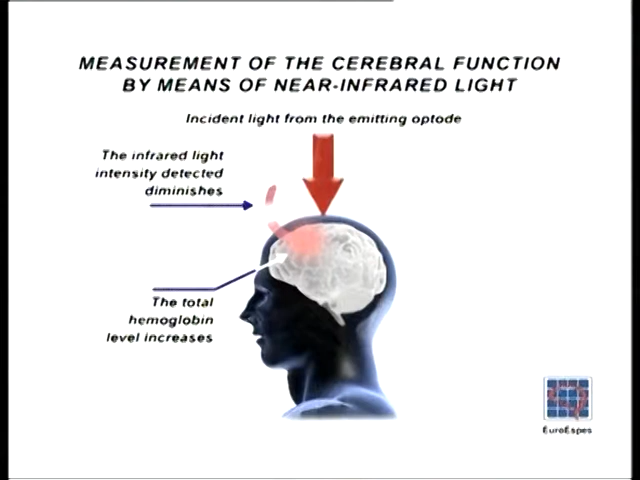 MEASUREMENT OF THE CEREBRAL FUNCTION
BY MEANS OF NEAR-INFRARED LIGHT
Incident light from the emitting optode
The infrared light
intensity detected
diminishes
The total
hemoglobin
level increases
EuroEspes